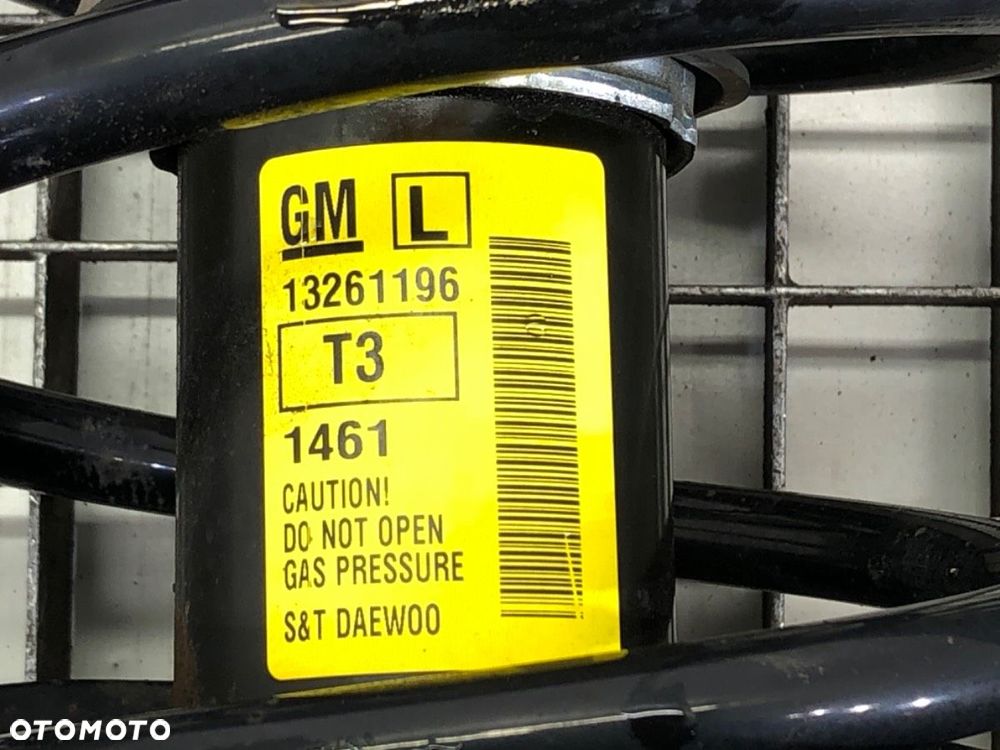 GM L
13261196
T3
1461
CAUTION!
DO NOT OPEN
GAS PRESSURE
S&T DAEWOO
OTOMOTO